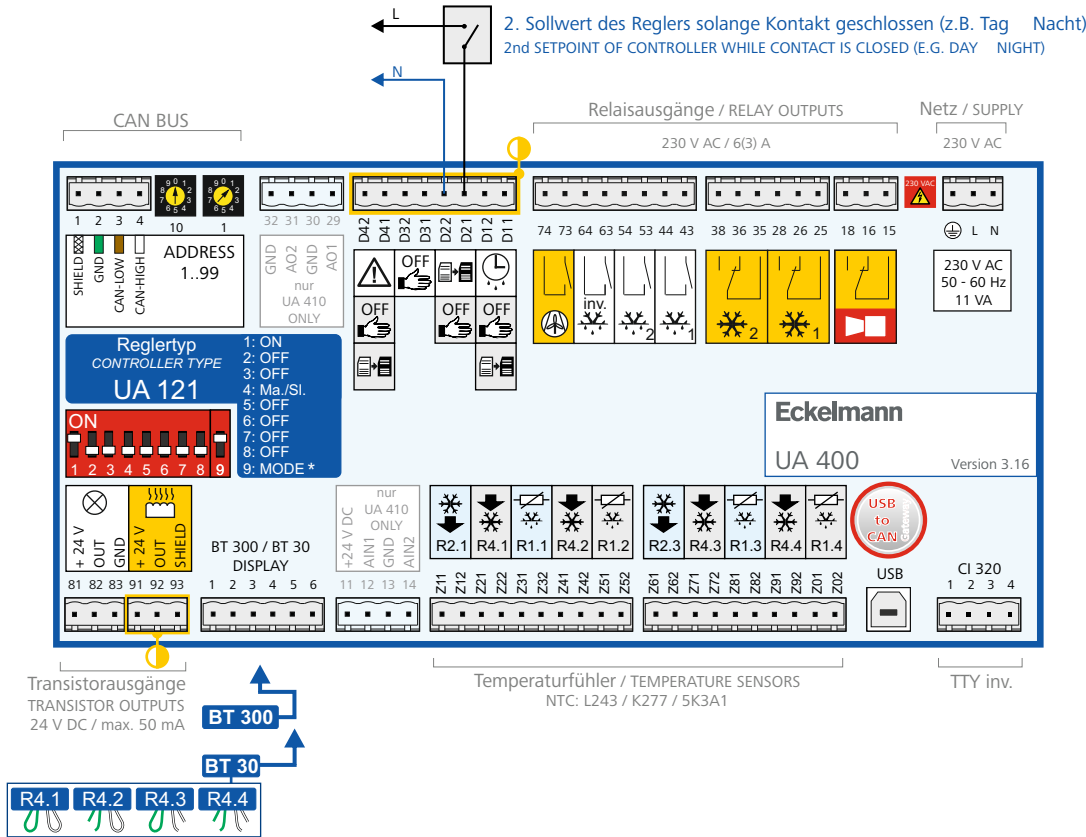 L
2. Sollwert des Reglers solange Kontakt geschlossen (z.B. Tag Nacht)
2nd SETPOINT OF CONTROLLER WHILE CONTACT IS CLOSED (E.G. DAY NIGHT)
N
CAN BUS
Relaisausgänge / RELAY OUTPUTS
230 V AC / 6(3) A
Netz / SUPPLY
230 V AC
230 VAC
1 2 3 4
10 1
32 31 30 29
D42 D41 D32 D31 D22 D21 D12 D11
74 73 64 63 54 53 44 43
38 36 35 28 26 25
18 16 15
L N
SHIELD
GND
CAN-LOW
CAN-HIGH
ADDRESS
1..99
GND
AO2
GND
AO1
nur
UA 410
ONLY
OFF
OFF
OFF
OFF
inv.
2
1
2
1
230 V AC
50 - 60 Hz
11 VA
Reglertyp
CONTROLLER TYPE
UA 121
1: ON
2: OFF
3: OFF
4: Ma./Sl.
5: OFF
6: OFF
7: OFF
8: OFF
9: MODE *
ON
1 2 3 4 5 6 7 8 9
Eckelmann
UA 400
Version 3.16
+ 24 V
OUT
GND
+ 24 V
OUT
SHIELD
81 82 83 91 92 93
BT 300 / BT 30
DISPLAY
1 2 3 4 5 6
nur
UA 410
ONLY
+24 V DC
AIN1
GND
AIN2
11 12 13 14
R2.1 R4.1 R1.1 R4.2 R1.2
R2.3 R4.3 R1.3 R4.4 R1.4
Z11 Z12 Z21 Z22 Z31 Z32 Z41 Z42 Z51 Z52
Z61 Z62 Z71 Z72 Z81 Z82 Z91 Z92 Z01 Z02
USB
to
CAN
Gateway
USB
CI 320
1 2 3 4
Transistorausgänge
TRANSISTOR OUTPUTS
24 V DC / max. 50 mA
Temperaturfühler / TEMPERATURE SENSORS
NTC: L243 / K277 / 5K3A1
TTY inv.
BT 300
BT 30
R4.1 R4.2 R4.3 R4.4